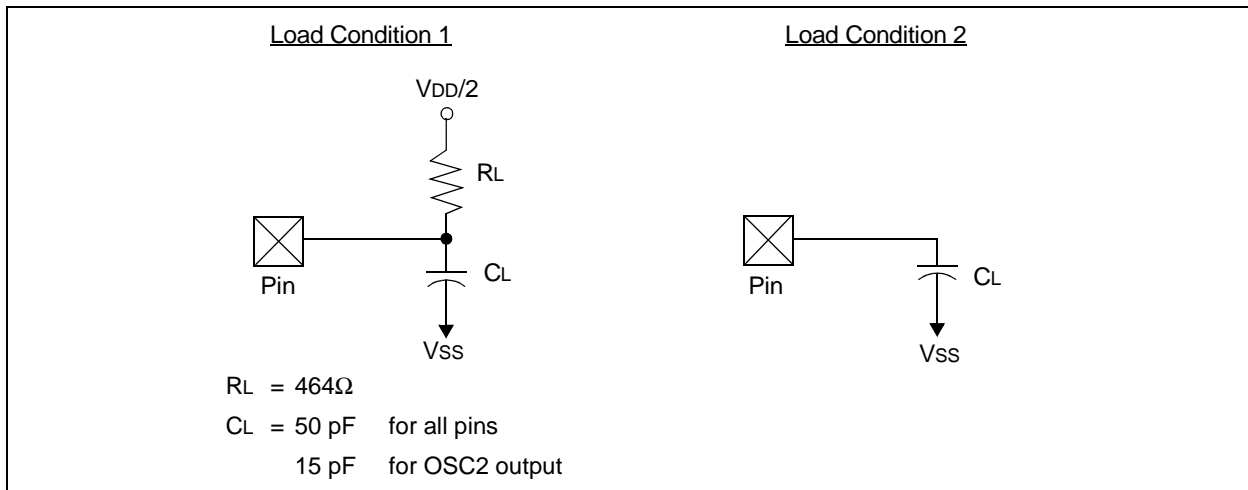 Load Condition 1
VDD/2
RL
Pin
CL
VSS
RL = 464Ω
CL = 50 pF for all pins
15 pF for OSC2 output
Load Condition 2
Pin
CL
VSS